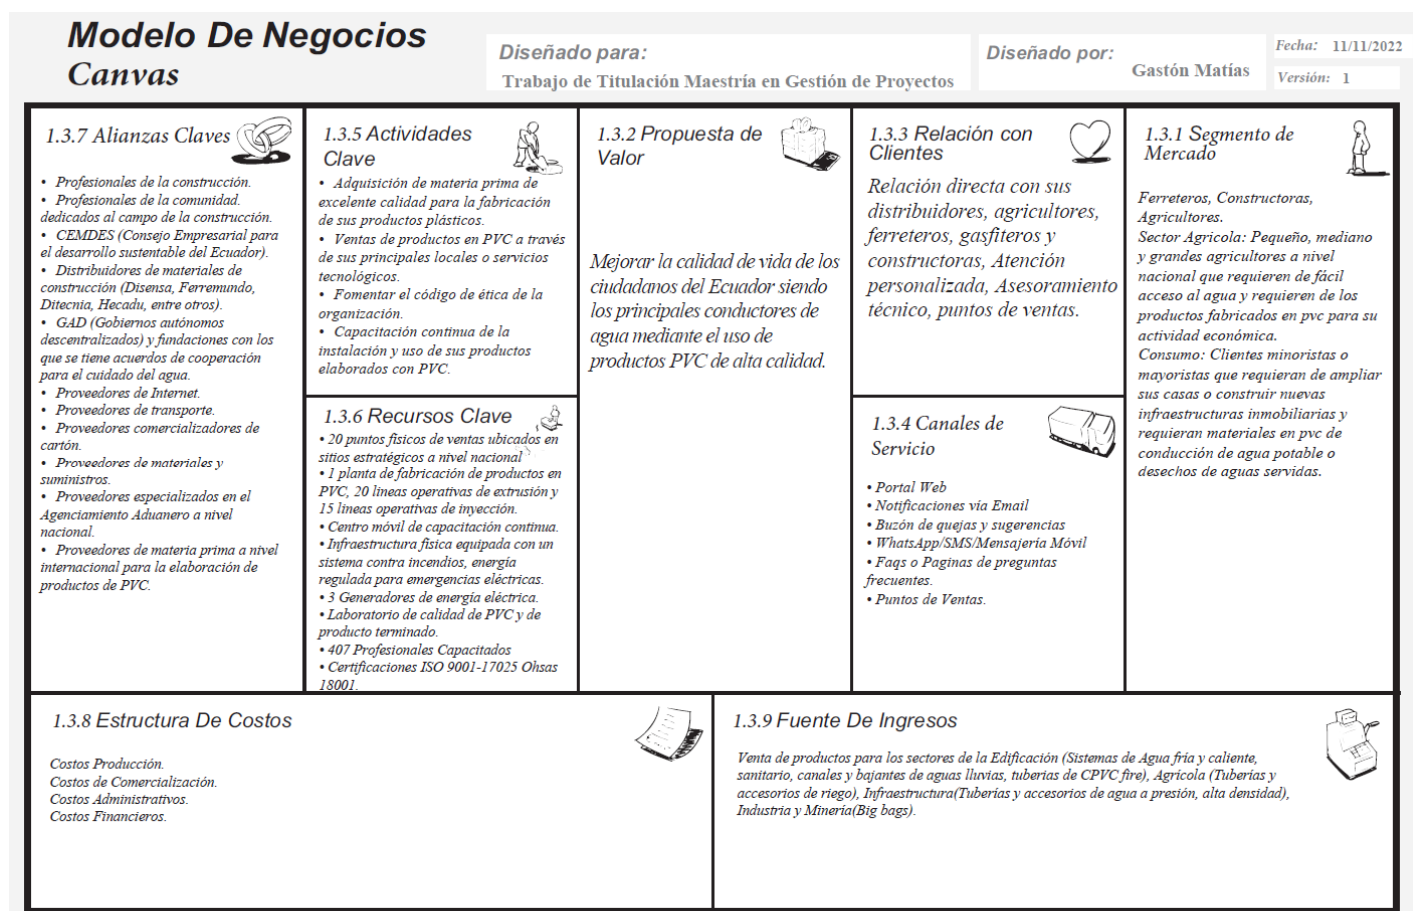 Modelo De Negocios
Canvas
Diseñado para:
Trabajo de Titulación Maestría en Gestión de Proyectos
Diseñado por:
Gastón Matías
Fecha: 11/11/2022
Versión: 1
1.3.7 Alianzas Claves
• Profesionales de la construcción.
• Profesionales de la comunidad.
dedicados al campo de la construcción.
• CEMDES (Consejo Empresarial para
el desarrollo sustentable del Ecuador).
• Distribuidores de materiales de
construcción (Disensa, Ferremundo,
Ditecnia, Hecadu, entre otros).
• GAD (Gobiernos autónomos
descentralizados) y fundaciones con los
que se tiene acuerdos de cooperación
para el cuidado del agua.
• Proveedores de Internet.
• Proveedores de transporte.
• Proveedores comercializadores de
cartón.
• Proveedores de materiales y
suministros.
• Proveedores especializados en el
Agenciamiento Aduanero a nivel
nacional.
• Proveedores de materia prima a nivel
internacional para la elaboración de
productos de PVC.
1.3.5 Actividades
Clave
• Adquisición de materia prima de
excelente calidad para la fabricación
de sus productos plásticos.
• Ventas de productos en PVC a través
de sus principales locales o servicios
tecnológicos.
• Fomentar el código de ética de la
organización.
• Capacitación continua de la
instalación y uso de sus productos
elaborados con PVC.
1.3.6 Recursos Clave
• 20 puntos físicos de ventas ubicados en
sitios estratégicos a nivel nacional
• 1 planta de fabricación de productos en
PVC, 20 lineas operativas de extrusión y
15 lineas operativas de inyección.
• Centro móvil de capacitación continua.
• Infraestructura física equipada con un
sistema contra incendios, energía
regulada para emergencias eléctricas.
• 3 Generadores de energía eléctrica.
• Laboratorio de calidad de PVC y de
producto terminado.
• 407 Profesionales Capacitados
• Certificaciones ISO 9001-17025 Ohsas
18001.
1.3.2 Propuesta de
Valor
Mejorar la calidad de vida de los
ciudadanos del Ecuador siendo
los principales conductores de
agua mediante el uso de
productos PVC de alta calidad.
1.3.3 Relación con
Clientes
Relación directa con sus
distribuidores, agricultores,
ferreteros, gasfiteros y
constructoras, Atención
personalizada, Asesoramiento
técnico, puntos de ventas.
1.3.4 Canales de
Servicio
• Portal Web
• Notificaciones vía Email
• Buzón de quejas y sugerencias
• WhatsApp/SMS/Mensajería Móvil
• Faqs o Paginas de preguntas
frecuentes.
• Puntos de Ventas.
1.3.1 Segmento de
Mercado
Ferreteros, Constructoras,
Agricultores.
Sector Agricola: Pequeño, mediano
y grandes agricultores a nivel
nacional que requieren de fácil
acceso al agua y requieren de los
productos fabricados en pvc para su
actividad económica.
Consumo: Clientes minoristas o
mayoristas que requieran de ampliar
sus casas o construir nuevas
infraestructuras inmobiliarias y
requieran materiales en pvc de
conducción de agua potable o
desechos de aguas servidas.
1.3.8 Estructura De Costos
Costos Producción.
Costos de Comercialización.
Costos Administrativos.
Costos Financieros.
1.3.9 Fuente De Ingresos
Venta de productos para los sectores de la Edificación (Sistemas de Agua fría y caliente,
sanitario, canales y bajantes de aguas lluvias, tuberias de CPVC fire), Agrícola (Tuberías y
accesorios de riego), Infraestructura(Tuberías y accesorios de agua a presión, alta densidad),
Industria y Minería(Big bags).